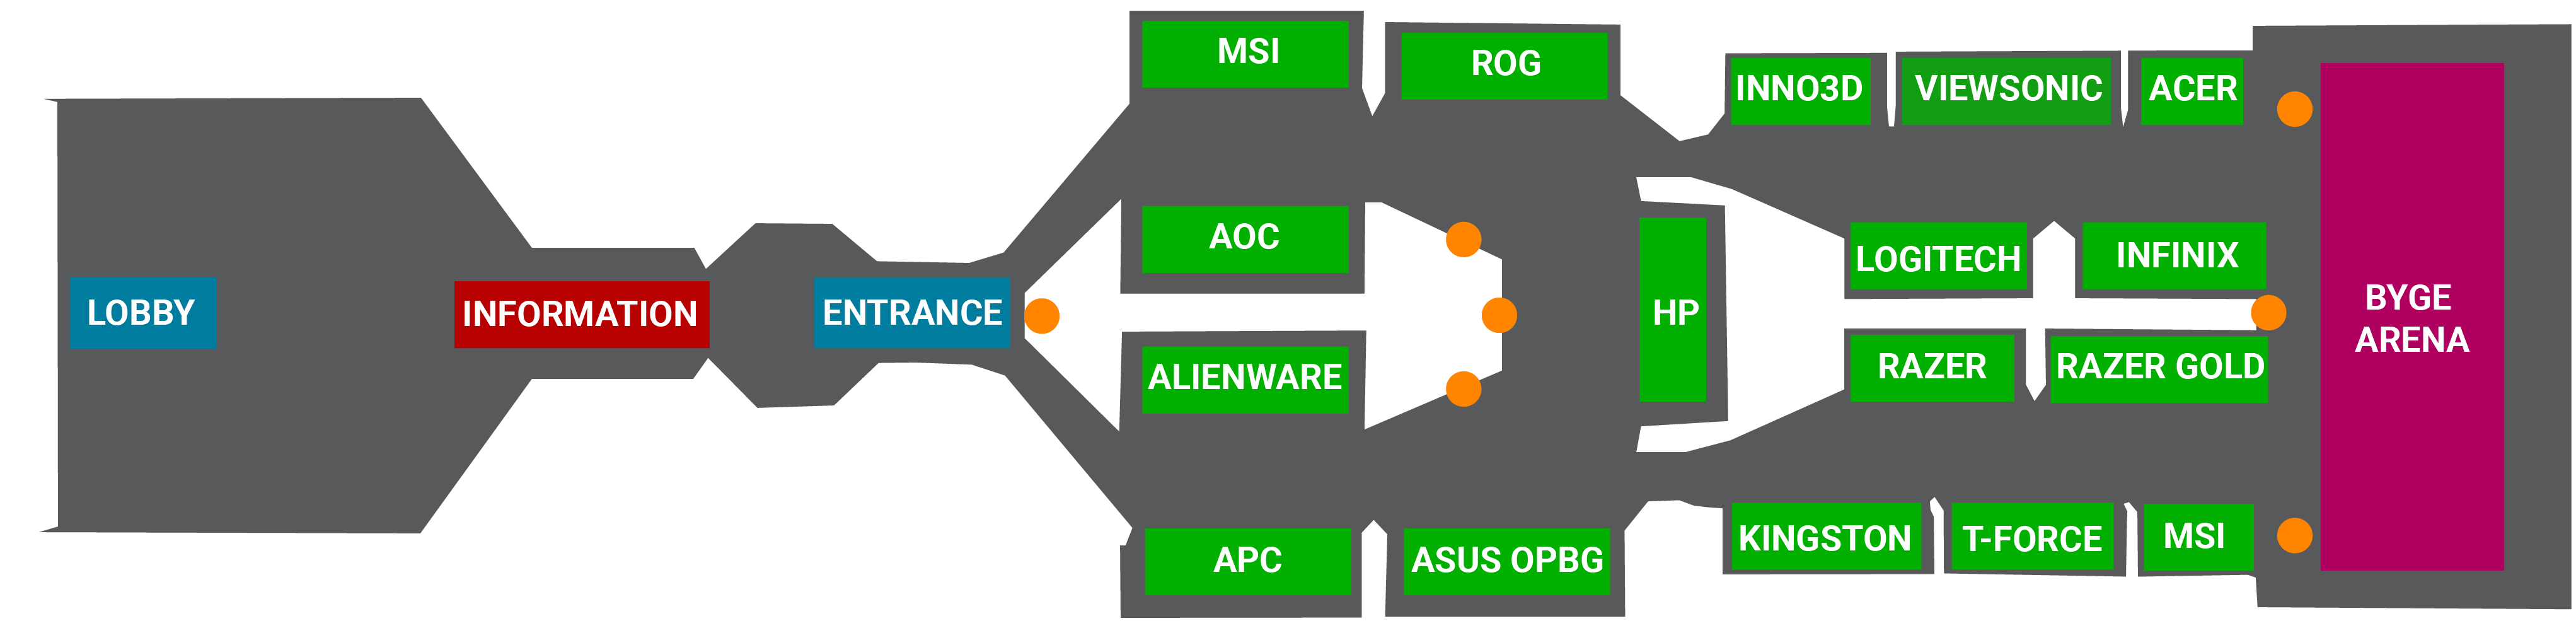 MSI
ROG
INNO3D
VIEWSONIC
ACER
AOC
LOGITECH
INFINIX
LOBBY
INFORMATION
ENTRANCE
HP
BYGE
ARENA
ALIENWARE
RAZER
RAZER GOLD
APC
ASUS OPBG
KINGSTON
T-FORCE
MSI